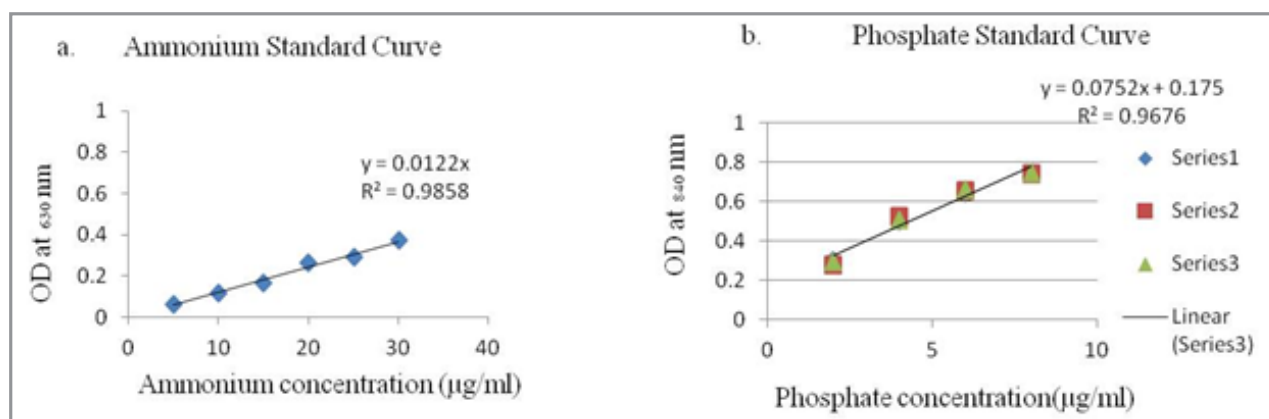 a. Ammonium Standard Curve
y = 0.0122x
R² = 0.9858
OD at 630 nm
1
0.8
0.6
0.4
0.2
0
0 10 20 30 40
Ammonium concentration (µg/ml)
b. Phosphate Standard Curve
y = 0.0752x + 0.175
R² = 0.9676
OD at 840 nm
1
0.8
0.6
0.4
0.2
0
0 5 10
Phosphate concentration(µg/ml)
Series1
Series2
Series3
Linear
(Series3)